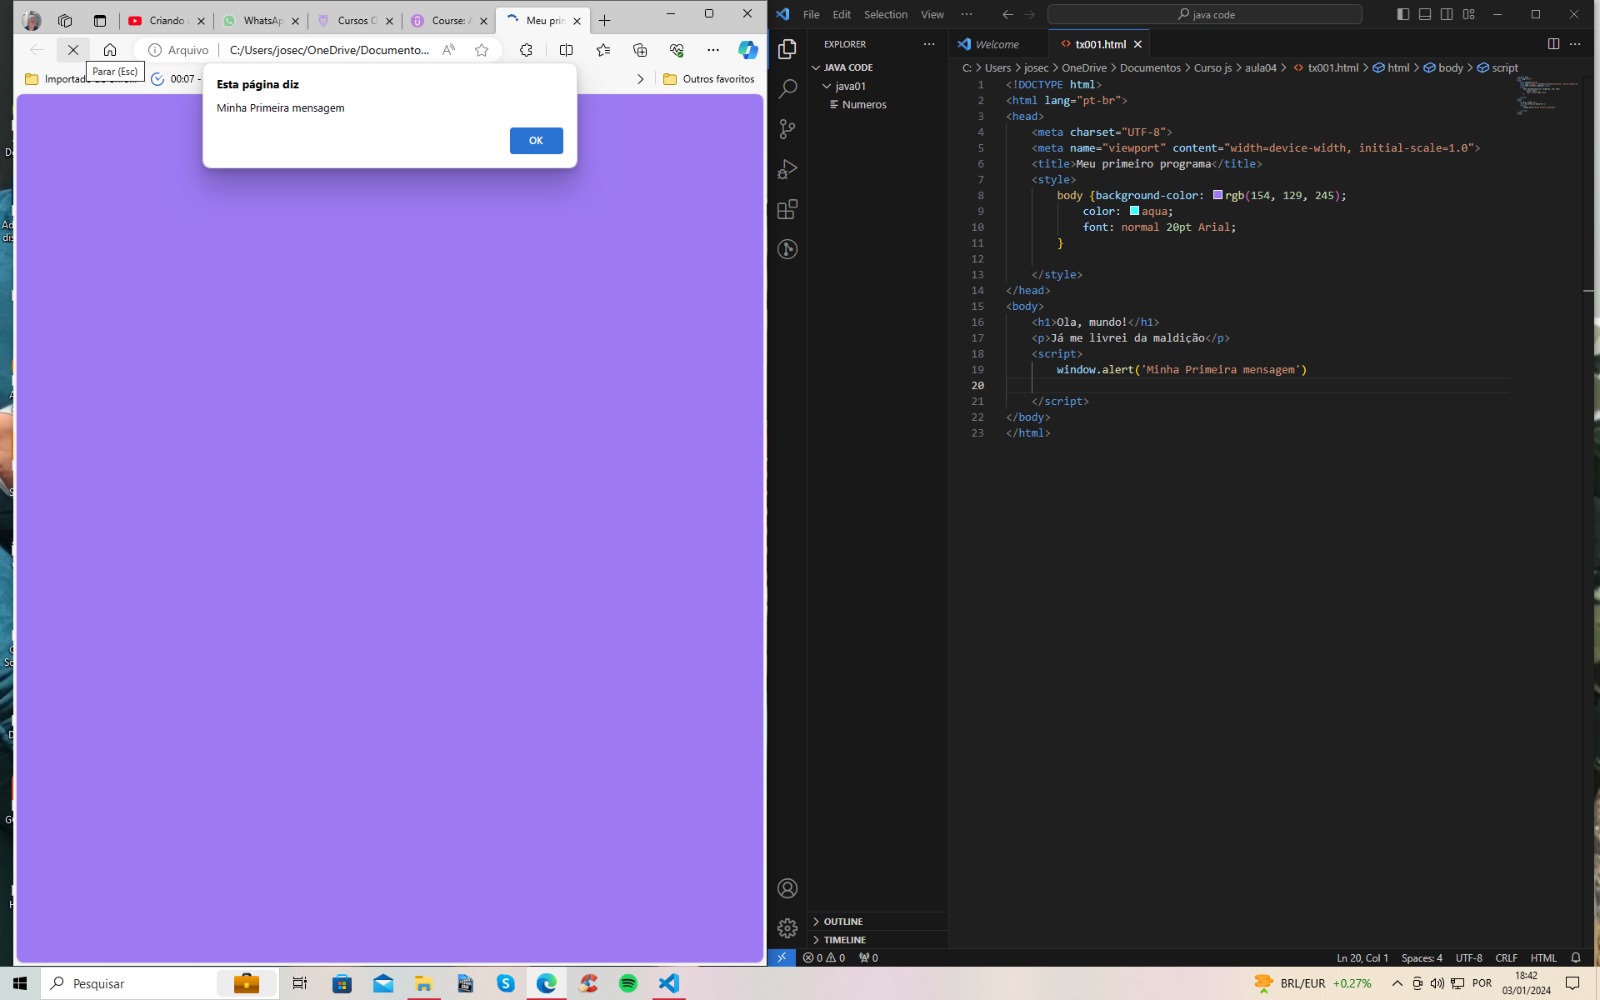 Criando
WhatsAp
Cursos C
Course: A
Meu prin
Arquivo
C:/Users/josec/OneDrive/Documento...
Parar (Esc)
00:07 -
Outros favoritos
Esta página diz
Minha Primeira mensagem
OK
File Edit Selection View ...
java code
EXPLORER ...
JAVA CODE
java01
Numeros
OUTLINE
TIMELINE
Welcome
tx001.html
C: > Users > josec > OneDrive > Documentos > Curso js > aula04 > tx001.html > html > body > script
1 <!DOCTYPE html>
2 <html lang="pt-br">
3 <head>
4 <meta charset="UTF-8">
5 <meta name="viewport" content="width=device-width, initial-scale=1.0">
6 <title>Meu primeiro programa</title>
7 <style>
8 body {background-color: rgb(154, 129, 245);
9 color: aqua;
10 font: normal 20pt Arial;
11 }
12
13 </style>
14 </head>
15 <body>
16 <h1>Ola, mundo!</h1>
17 <p>Já me livrei da maldição</p>
18 <script>
19 window.alert('Minha Primeira mensagem')
20
21 </script>
22 </body>
23 </html>
0 0 0
Ln 20, Col 1 Spaces: 4 UTF-8 CRLF HTML
Pesquisar
BRL/EUR +0,27%
POR
18:42
03/01/2024